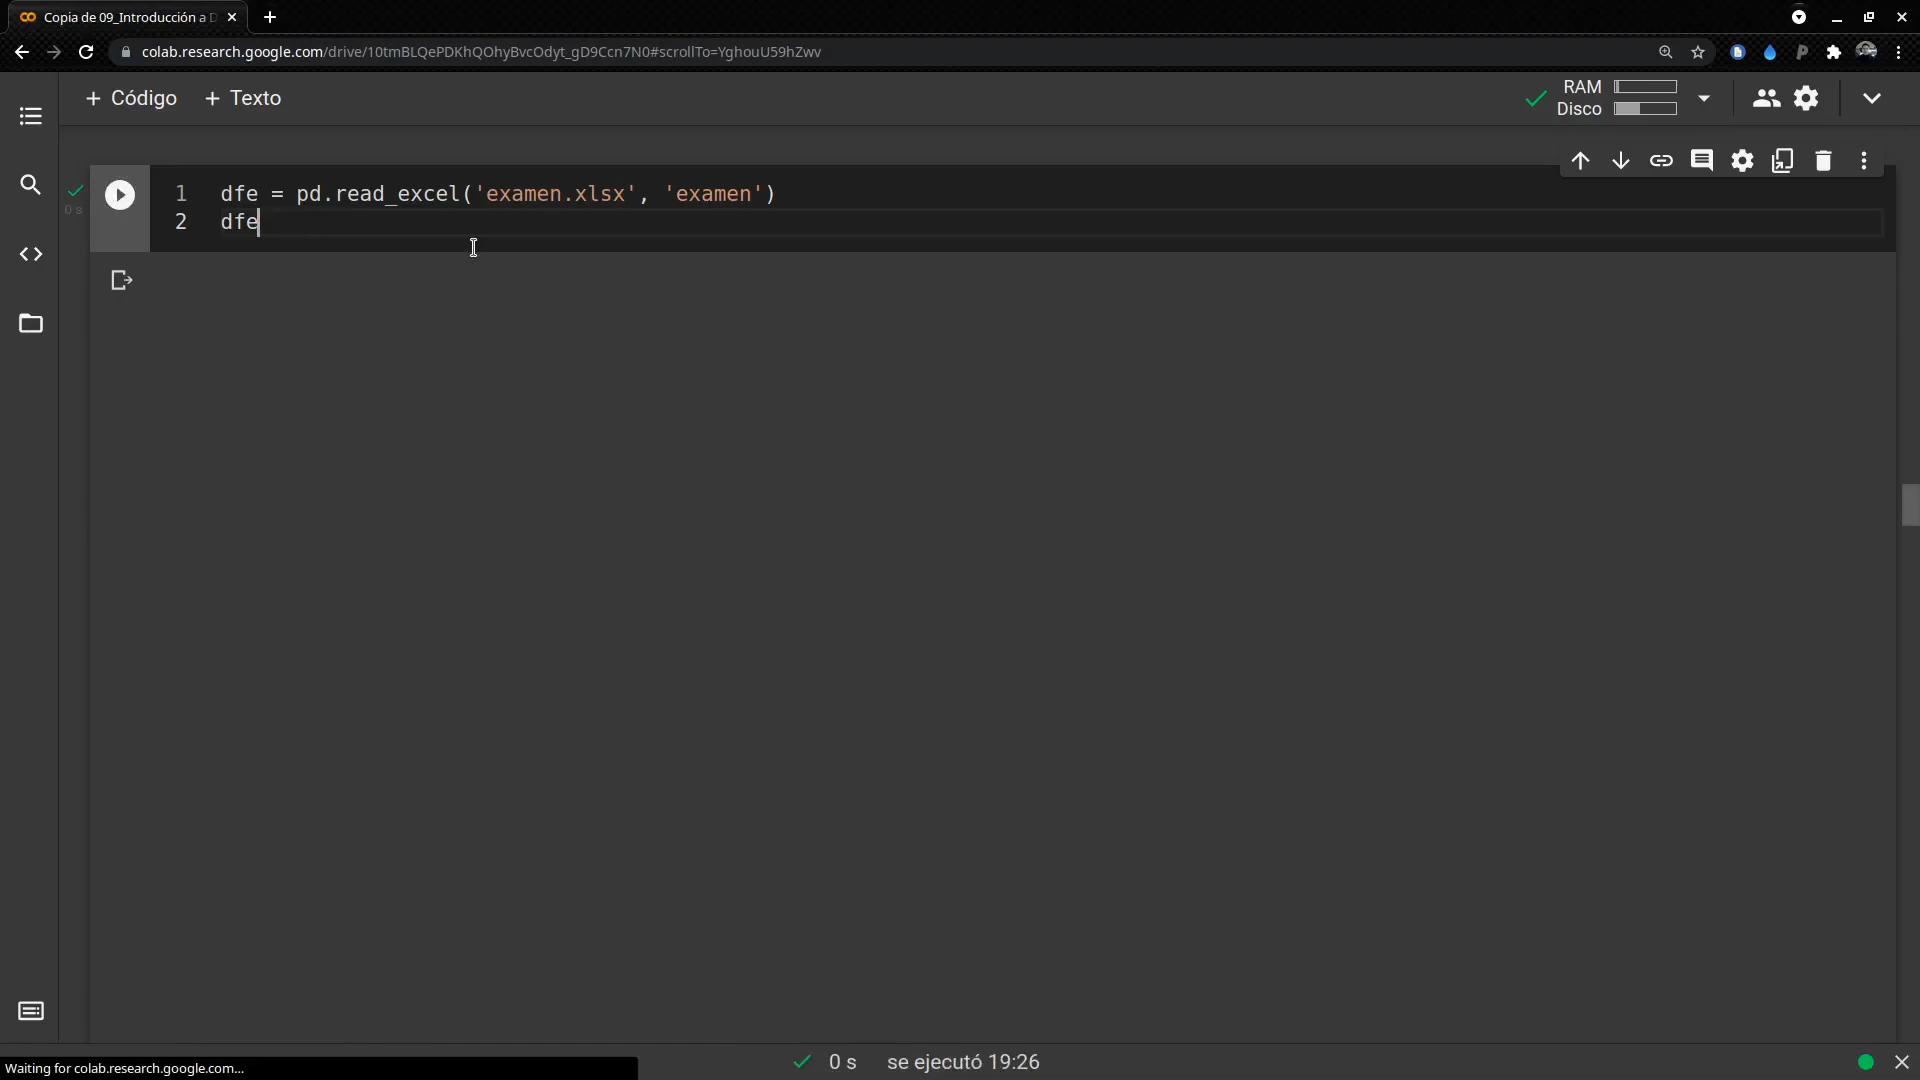 Copia de 09_Introducción a D
colab.research.google.com/drive/10tmBLQePDKhQOhyBvcOdyt_gD9Ccn7N0#scrollTo=YghouU59hZwv
+ Código + Texto
RAM
Disco
0 s
1 dfe = pd.read_excel('examen.xlsx', 'examen')
2 dfe
Waiting for colab.research.google.com...
0 s se ejecutó 19:26